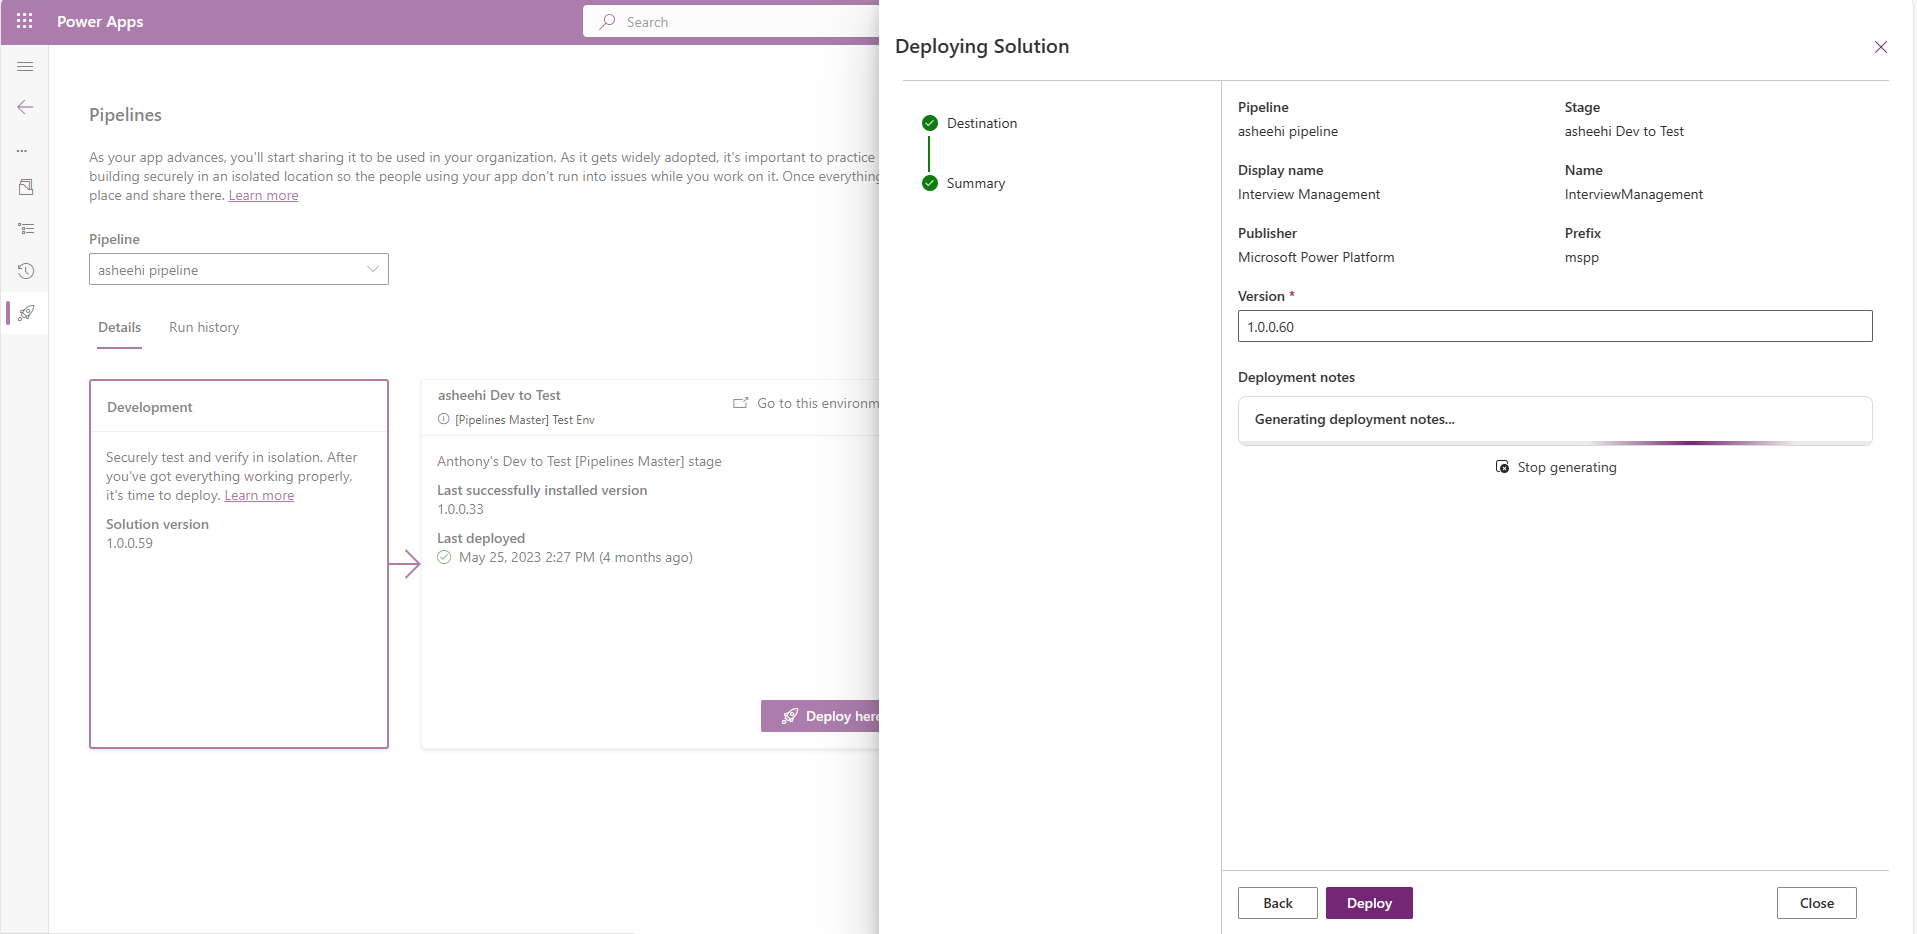 Power Apps
Search
Pipelines
As your app advances, you'll start sharing it to be used in your organization. As it gets widely adopted, it's important to practice
building securely in an isolated location so the people using your app don't run into issues while you work on it. Once everything
place and share there. Learn more
Pipeline
asheehi pipeline
Details
Run history
Development
Securely test and verify in isolation. After
you've got everything working properly,
it's time to deploy. Learn more
Solution version
1.0.0.59
asheehi Dev to Test
[Pipelines Master] Test Env
Go to this environm
Anthony's Dev to Test [Pipelines Master] stage
Last successfully installed version
1.0.0.33
Last deployed
May 25, 2023 2:27 PM (4 months ago)
Deploy here
Deploying Solution
Destination
Summary
Pipeline
asheehi pipeline
Stage
asheehi Dev to Test
Display name
Interview Management
Name
InterviewManagement
Publisher
Microsoft Power Platform
Prefix
mspp
Version *
1.0.0.60
Deployment notes
Generating deployment notes...
Stop generating
Back
Deploy
Close